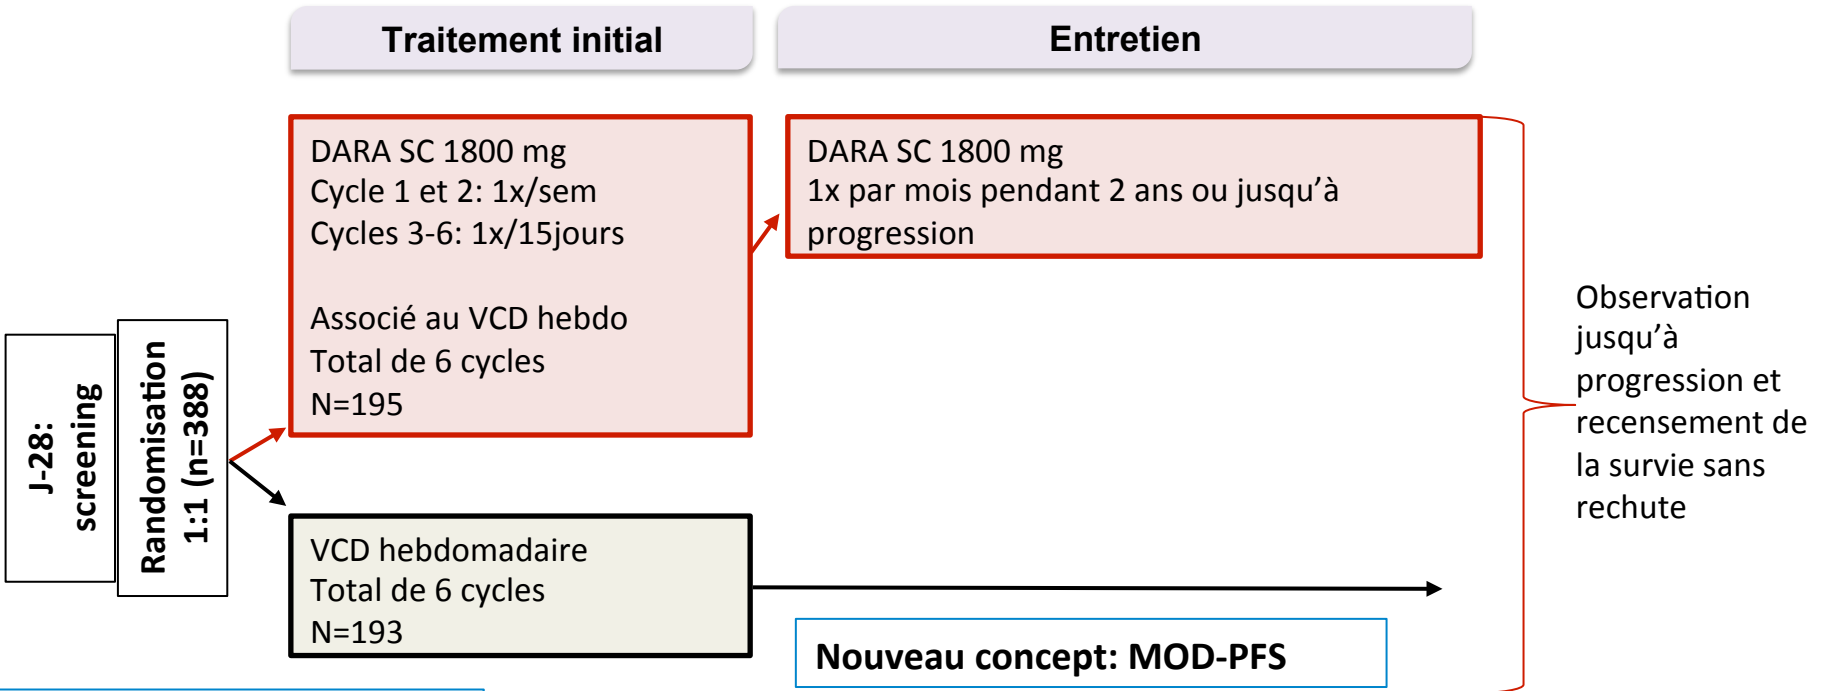 Traitement initial
Entretien
DARA SC 1800 mg
Cycle 1 et 2: 1x/sem
Cycles 3-6: 1x/15jours
Associé au VCD hebdo
Total de 6 cycles
N=195
DARA SC 1800 mg
1x par mois pendant 2 ans ou jusqu’à
progression
J-28:
screening
Randomisation
1:1 (n=388)
VCD hebdomadaire
Total de 6 cycles
N=193
Nouveau concept: MOD-PFS
Observation
jusqu’à
progression et
recensement de
la survie sans
rechute